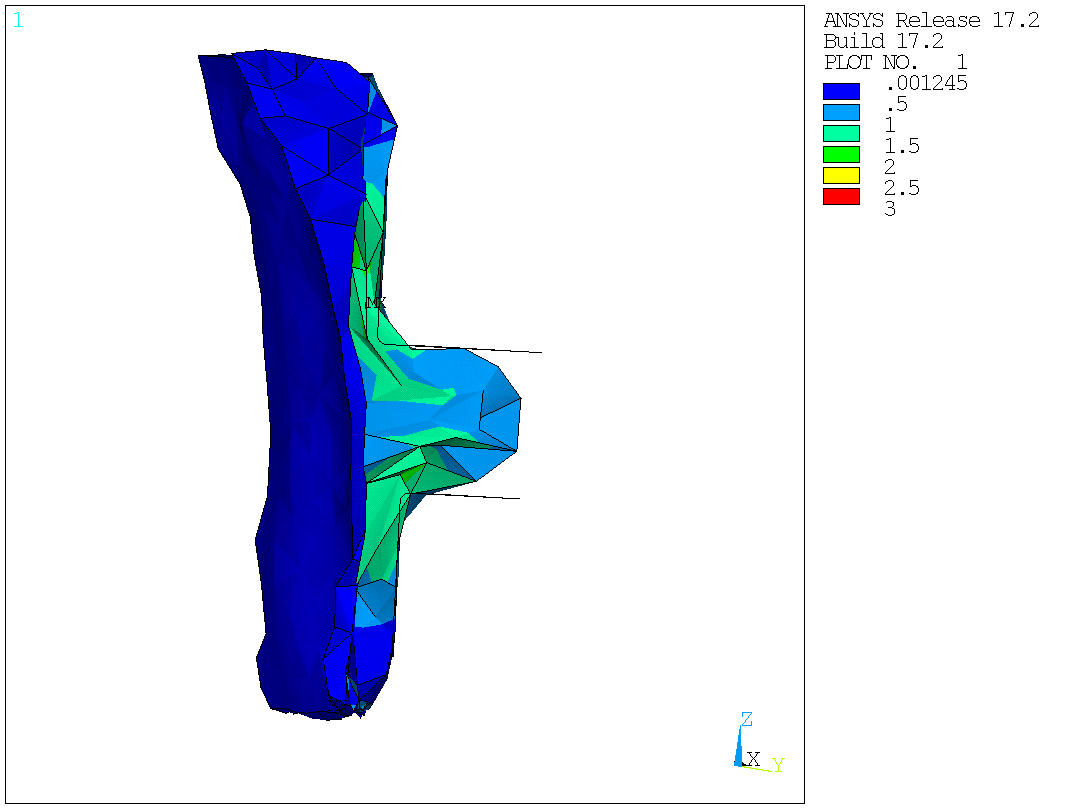 1
ANSYS Release 17.2
Build 17.2
PLOT NO. 1
.001245
.5
1
1.5
2
2.5
3
MX
Z
X
Y